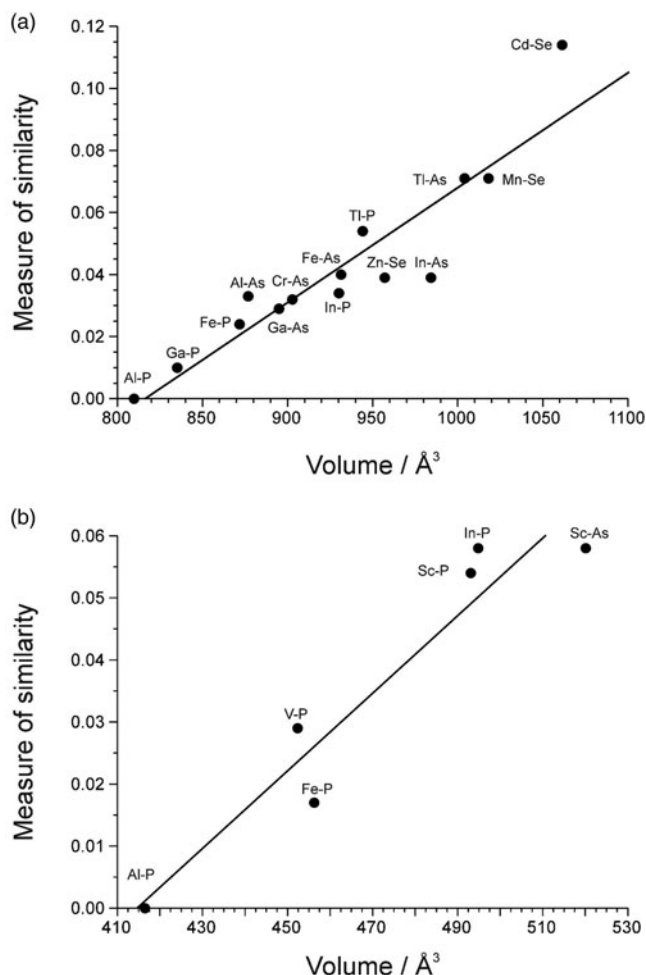 (a)
0.12
Cd-Se
0.10
Measure of similarity
0.08
Tl-As
Mn-Se
0.06
Tl-P
Fe-As
Zn-Se
In-As
0.04
Al-As
Cr-As
In-P
Fe-P
Ga-As
0.02
Ga-P
Al-P
0.00
800 850 900 950 1000 1050 1100
Volume / Å³
(b)
0.06
In-P
Sc-As
Sc-P
0.05
0.04
Measure of similarity
0.03
V-P
0.02
Fe-P
0.01
Al-P
0.00
410 430 450 470 490 510 530
Volume / Å³